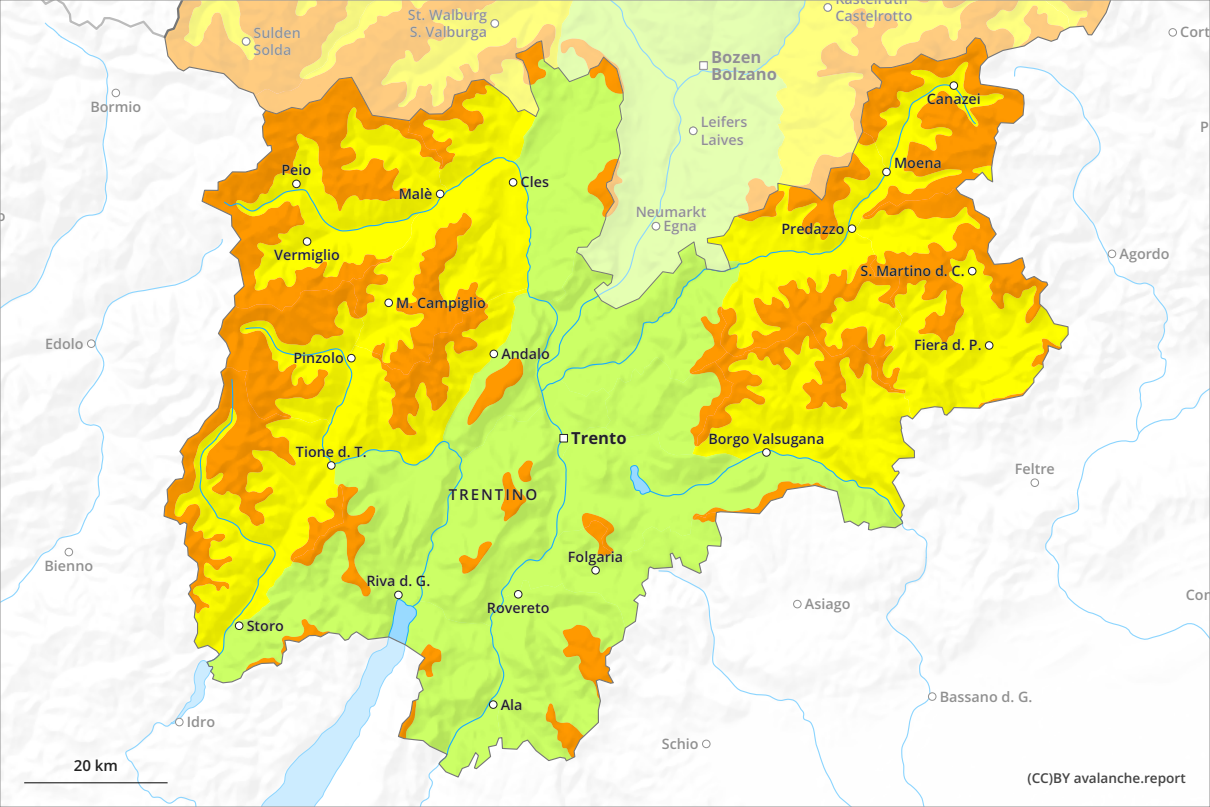 St. Walburg
S. Valburga
Kastelruth
Castelrotto
Sulden
Solda
Cort
Bozen
Bolzano
Bormio
Canazei
Leifers
Laives
Moena
Peio
Malè
Cles
Neumarkt
Egna
Predazzo
Vermiglio
Agordo
S. Martino d. C.
M. Campiglio
Edolo
Pinzolo
Andalo
Fiera d. P.
Trento
Borgo Valsugana
Tione d. T.
Feltre
TRENTINO
Bienno
Folgaria
Riva d. G.
Rovereto
Asiago
Cor
Storo
Bassano d. G.
Ala
Idro
Schio
20 km
(CC)BY avalanche.report